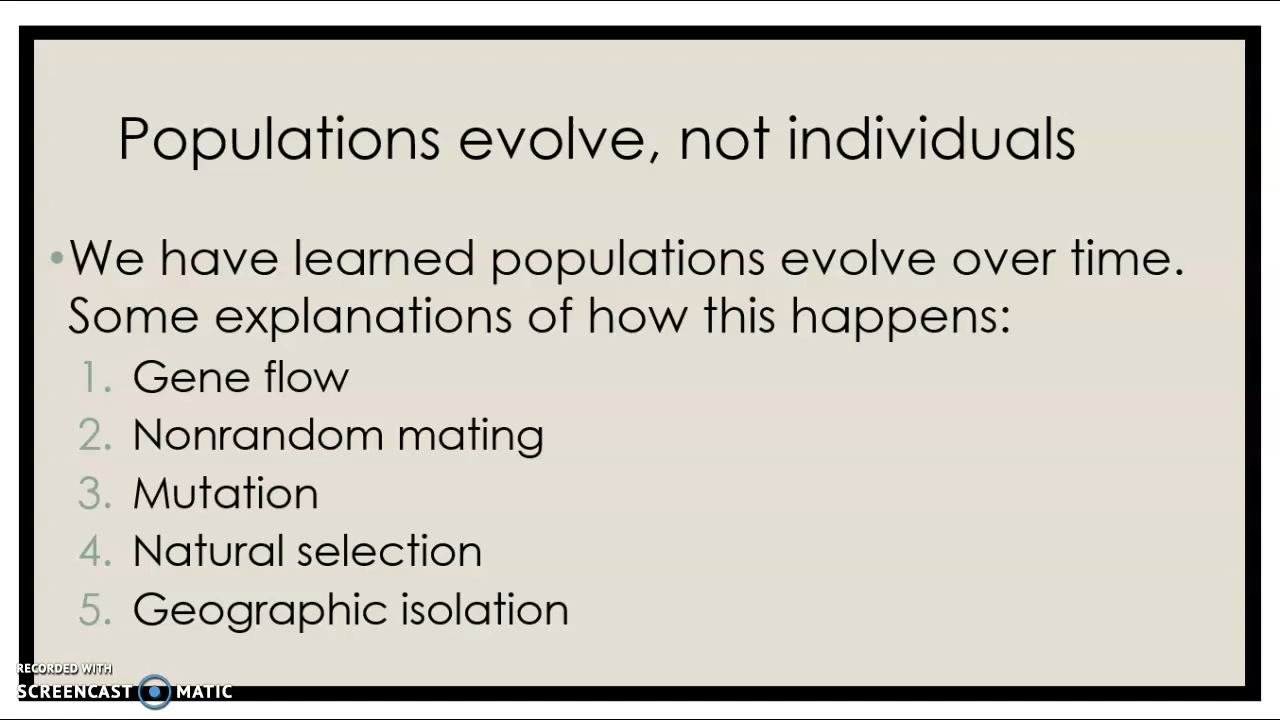 Populations evolve, not individuals
•We have learned populations evolve over time.
Some explanations of how this happens:
1. Gene flow
2. Nonrandom mating
3. Mutation
4. Natural selection
5. Geographic isolation
RECORDED WITH
SCREENCAST MATIC